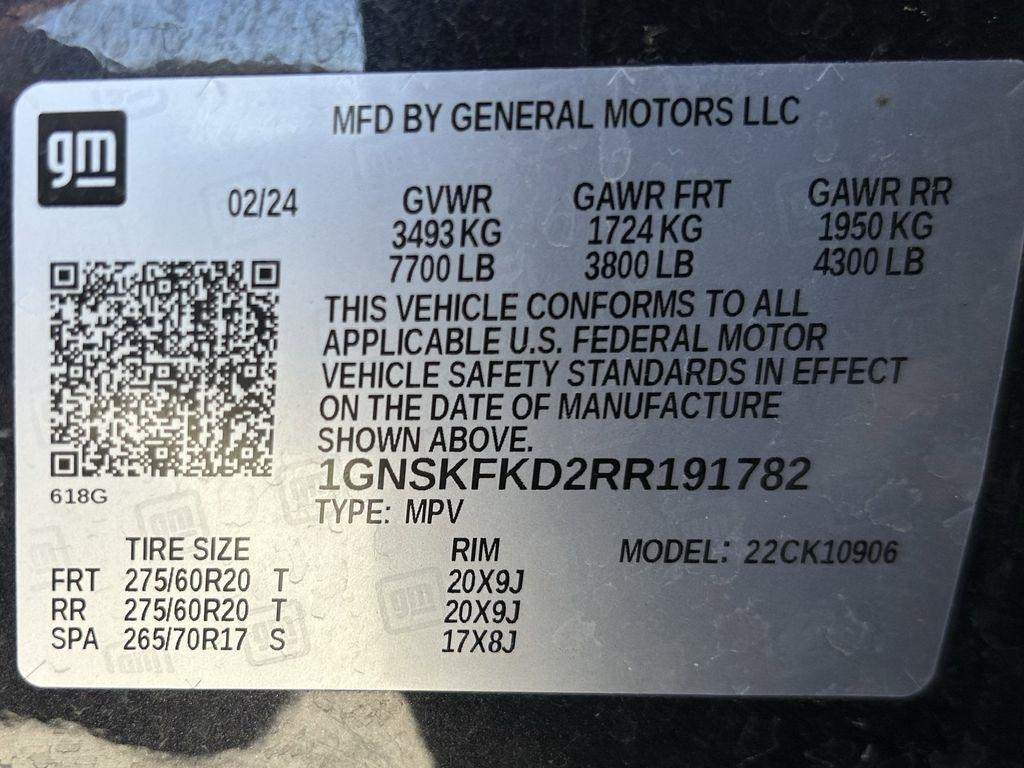 gm
MFD BY GENERAL MOTORS LLC
02/24 GVWR GAWR FRT GAWR RR
3493 KG 1724 KG 1950 KG
7700 LB 3800 LB 4300 LB
THIS VEHICLE CONFORMS TO ALL
APPLICABLE U.S. FEDERAL MOTOR
VEHICLE SAFETY STANDARDS IN EFFECT
ON THE DATE OF MANUFACTURE
SHOWN ABOVE.
1GNSKFKD2RR191782
618G
TYPE: MPV
TIRE SIZE RIM MODEL: 22CK10906
FRT 275/60R20 T 20X9J
RR 275/60R20 T 20X9J
SPA 265/70R17 S 17X8J